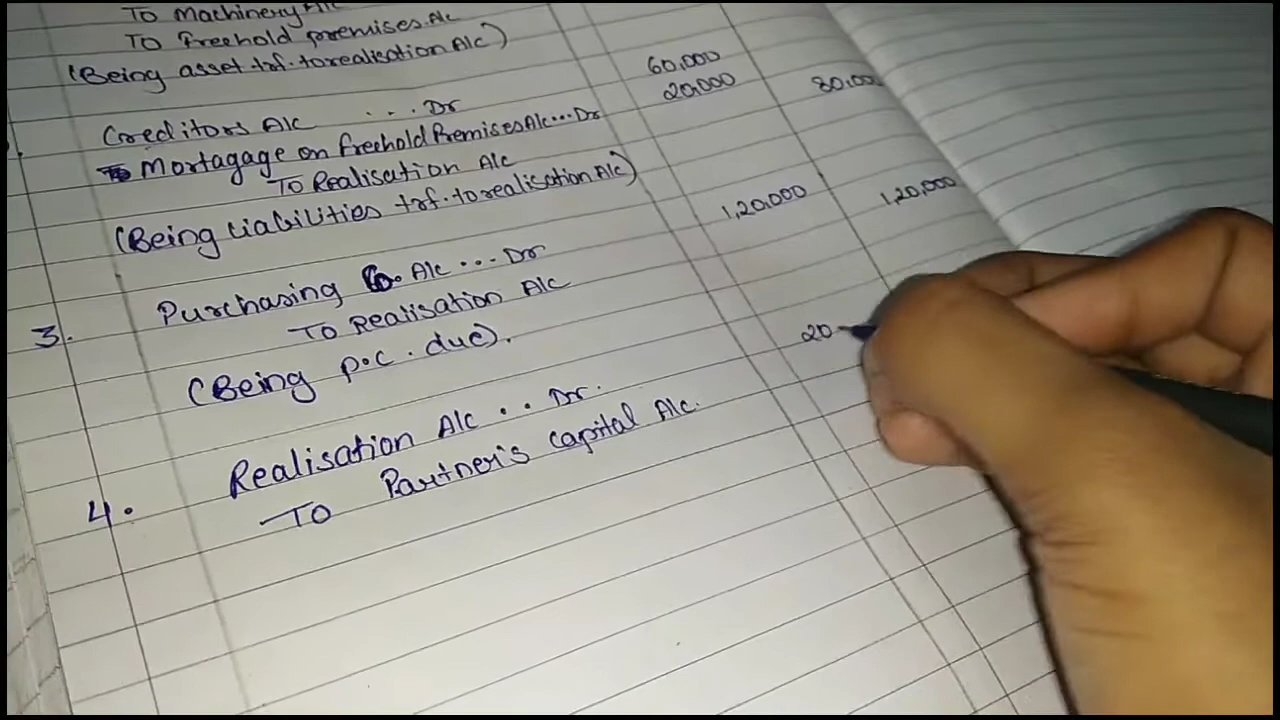 To Machinery A/c
To Freehold premises A/c
(Being asset trf. to realisation A/c)
Creditors A/c ... Dr 60,000
Mortagage on freehold Premises A/c... Dr 20,000
To Realisation A/c 80,000
(Being liabilities trf. to realisation A/c)
3. Purchasing Co. A/c ... Dr 1,20,000
To Realisation A/c 1,20,000
(Being p.c. due).
4. Realisation A/c .. Dr. 20
To Partner's capital A/c.